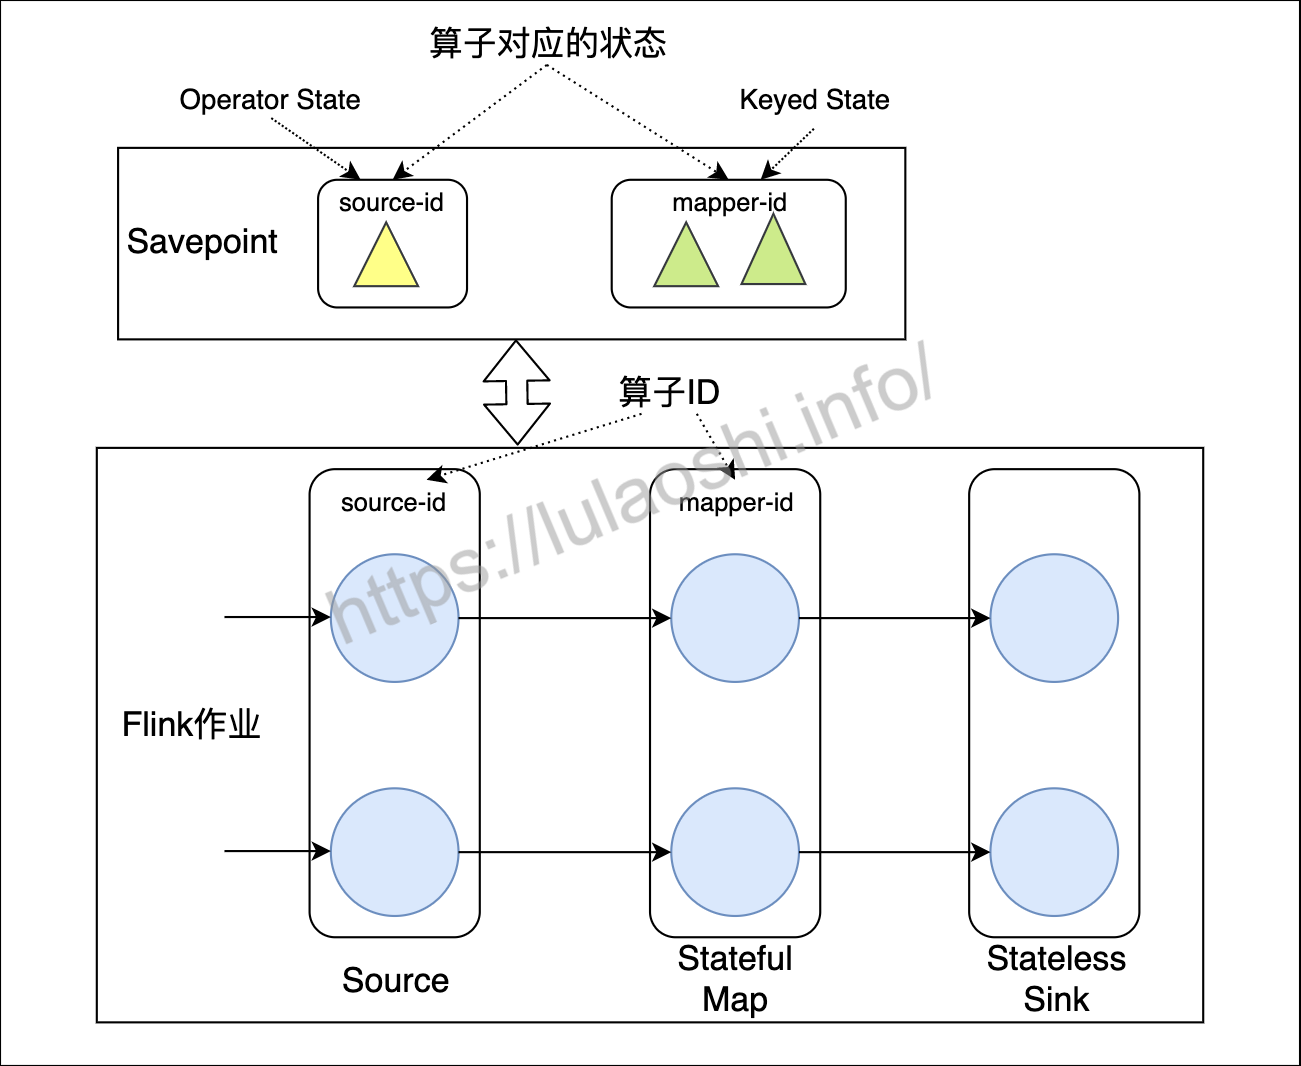 算子对应的状态
Operator State
Keyed State
source-id
mapper-id
Savepoint
算子ID
https://lulaoshi.info/
source-id
mapper-id
Flink作业
Source
Stateful
Map
Stateless
Sink